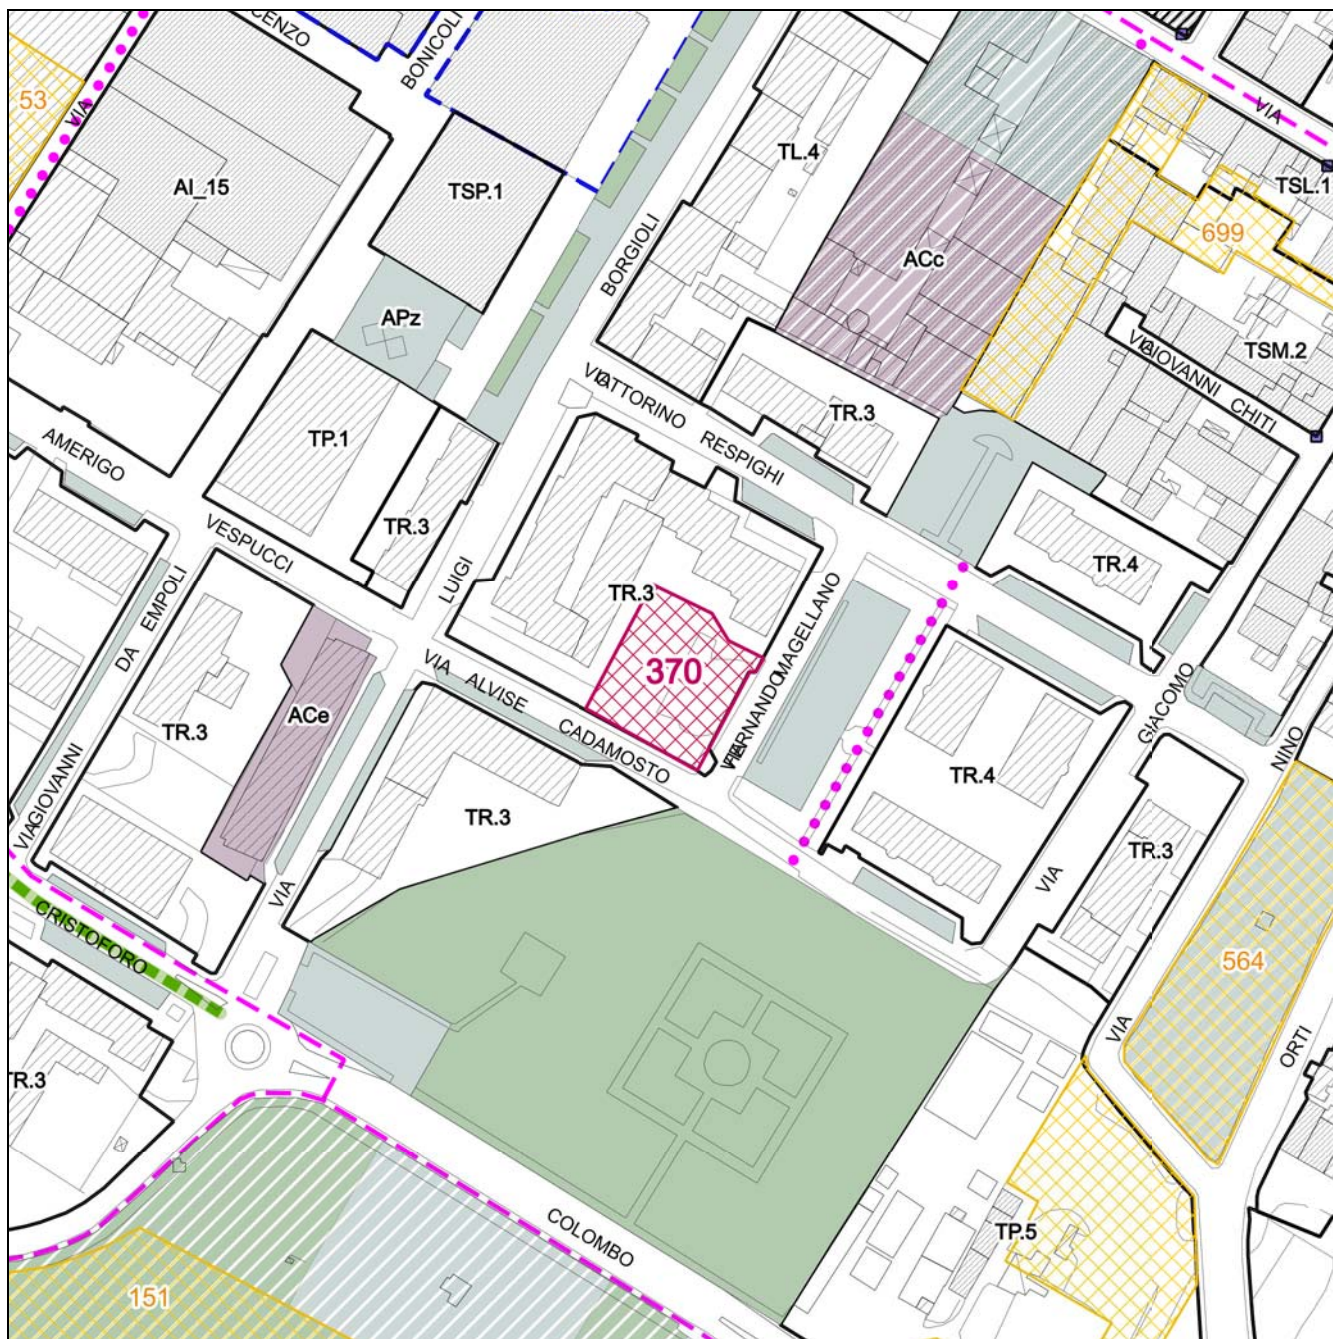 CENZO
BONICOLI
53
VIA
VIA
AI_15
TSP.1
TL.4
TSL.1
699
ACc
BORGIOLI
APz
VIA GIOVANNI CHITI
TSM.2
VIA VITTORINO RESPIGHI
TR.3
TP.1
AMERIGO
VESPUCCI
TR.3
LUIGI
TR.4
DA EMPOLI
TR.3
370
VIA FERNANDO MAGELLANO
VIA ALVISE CADAMOSTO
GIACOMO
NINO
ACe
TR.3
TR.4
TR.3
TR.3
VIA GIOVANNI
VIA
VIA
CRISTOFORO
564
VIA
ORTI
TR.3
COLOMBO
TP.5
151